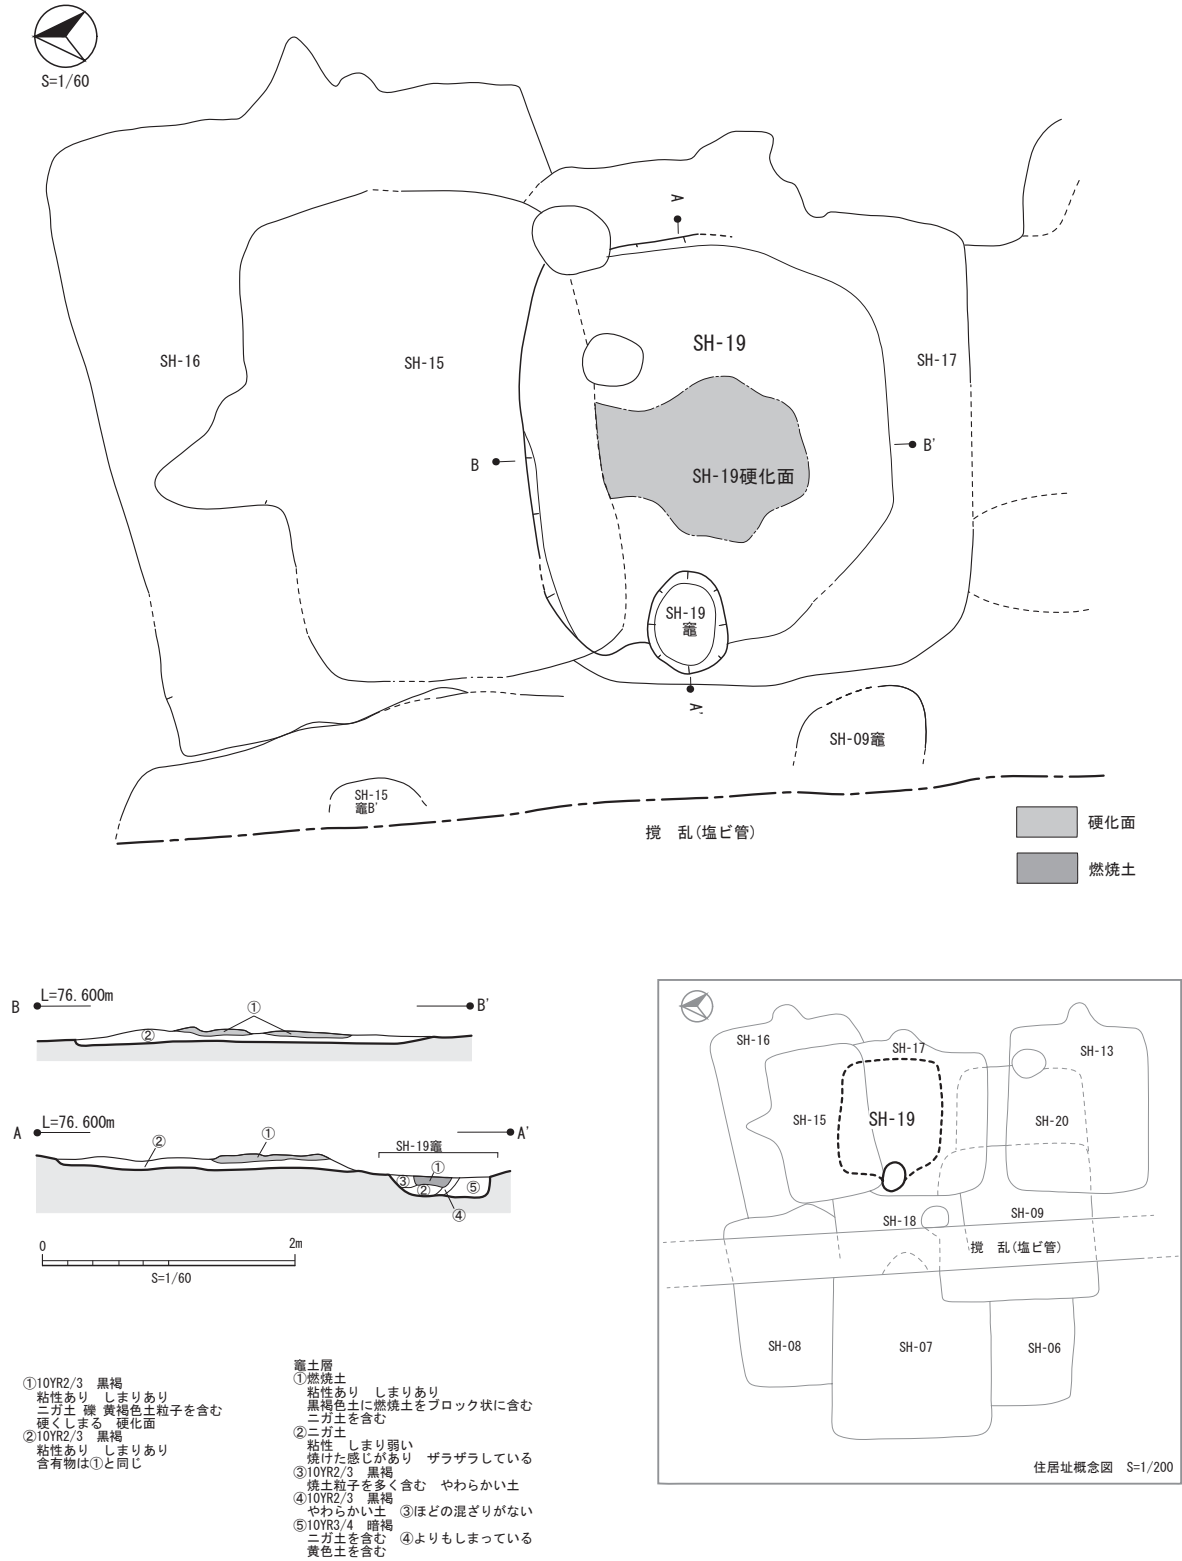 S=1/60
A
SH-19
SH-16
SH-15
SH-17
B
B'
SH-19硬化面
SH-19
竈
A'
SH-09竈
SH-15
竈B'
撹　乱(塩ビ管)
硬化面
燃焼土
B
L=76.600m
B'
①
②
A
L=76.600m
A'
②
①
SH-19竈
①
③
②
⑤
④
0
2m
S=1/60
①10YR2/3　黒褐
粘性あり　しまりあり
ニガ土 礫 黄褐色土粒子を含む
硬くしまる　硬化面
②10YR2/3　黒褐
粘性あり　しまりあり
含有物は①と同じ
竈土層
①燃焼土
粘性あり　しまりあり
黒褐色土に燃焼土をブロック状に含む
ニガ土を含む
②ニガ土
粘性　しまり弱い
焼けた感じがあり　ザラザラしている
③10YR2/3　黒褐
焼土粒子を多く含む　やわらかい土
④10YR2/3　黒褐
やわらかい土　③ほどの混ざりがない
⑤10YR3/4　暗褐
ニガ土を含む　④よりもしまっている
黄色土を含む
SH-16
SH-17
SH-13
SH-15
SH-19
SH-20
SH-18
SH-09
撹　乱(塩ビ管)
SH-08
SH-07
SH-06
住居址概念図　S=1/200